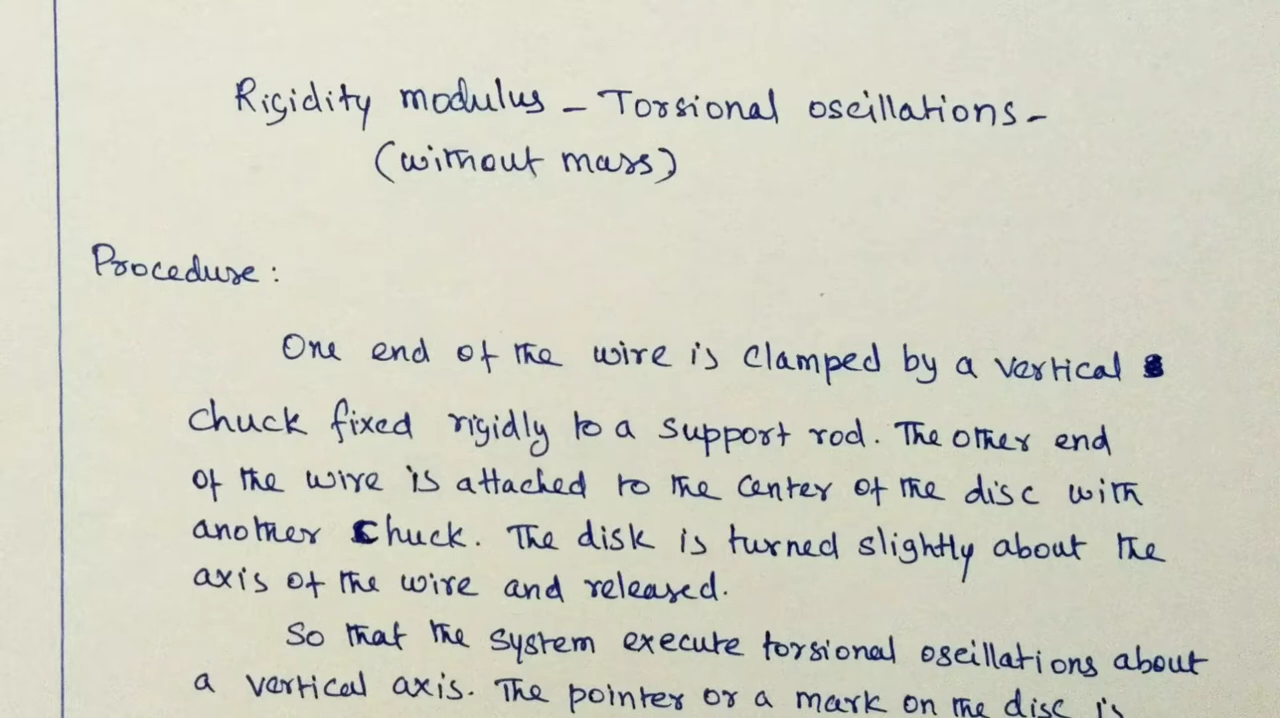 Rigidity modulus - Torsional oscillations -
(without mass)
Procedure:
One end of the wire is clamped by a vertical
chuck fixed rigidly to a support rod. The other end
of the wire is attached to the center of the disc with
another chuck. The disk is turned slightly about the
axis of the wire and released.
So that the system execute torsional oscillations about
a vertical axis. The pointer or a mark on the disc is